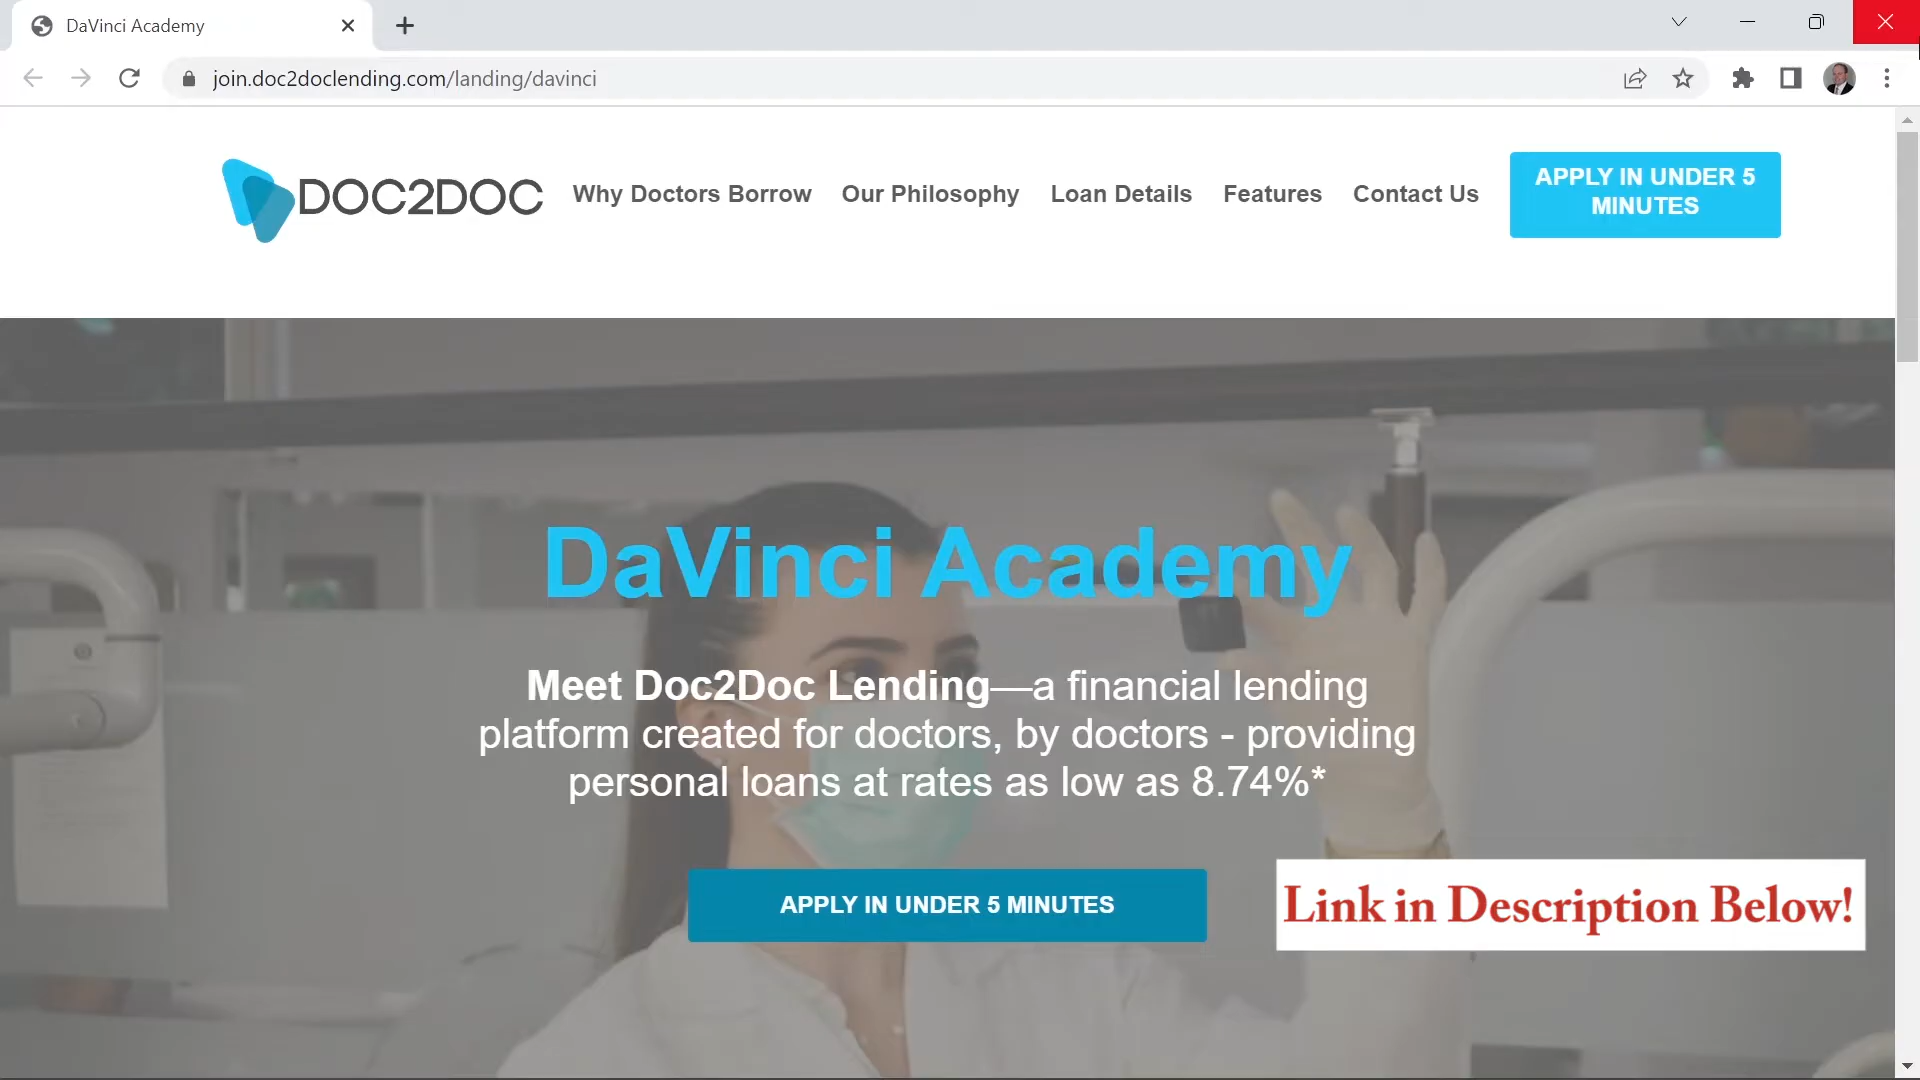 DaVinci Academy
join.doc2doclending.com/landing/davinci
DOC2DOC
Why Doctors Borrow
Our Philosophy
Loan Details
Features
Contact Us
APPLY IN UNDER 5
MINUTES
DaVinci Academy
Meet Doc2Doc Lending—a financial lending
platform created for doctors, by doctors - providing
personal loans at rates as low as 8.74%*
APPLY IN UNDER 5 MINUTES
Link in Description Below!